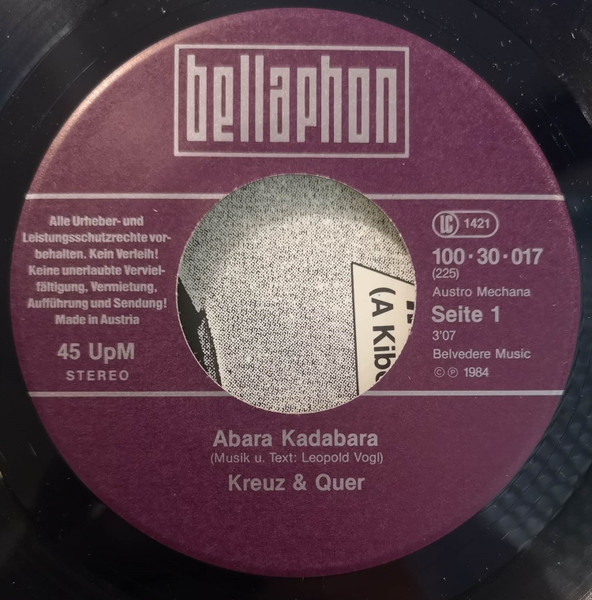 bellaphon
Alle Urheber- und
Leistungsschutzrechte vor-
behalten. Kein Verleih!
Keine unerlaubte Verviel-
fältigung, Vermietung,
Aufführung und Sendung!
Made in Austria
45 UpM
STEREO
LC 1421
100·30·017
(225)
Austro Mechana
Seite 1
3'07
Belvedere Music
© ℗ 1984
(A Kib
Abara Kadabara
(Musik u. Text: Leopold Vogl)
Kreuz & Quer